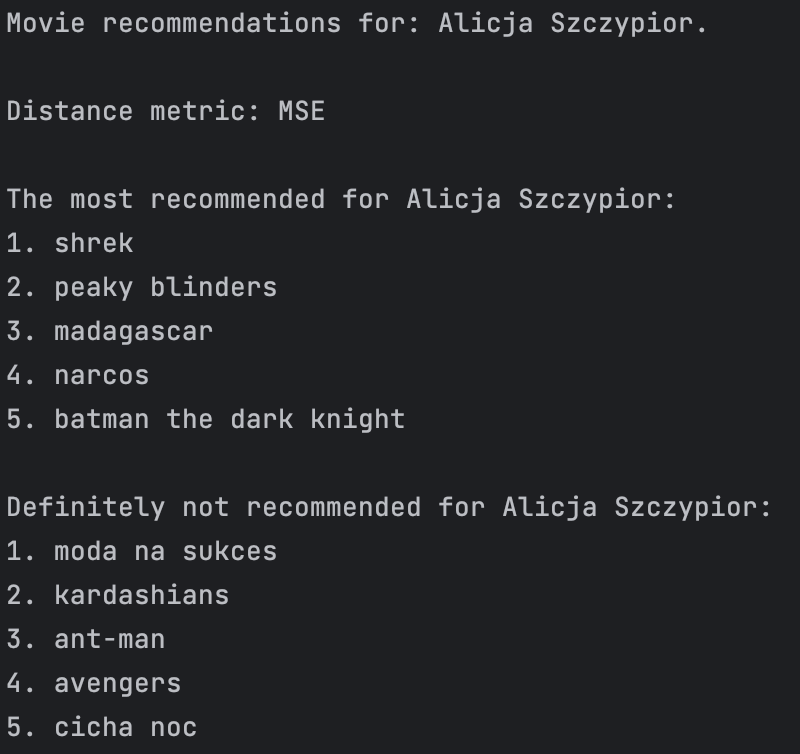 Movie recommendations for: Alicja Szczypior.
Distance metric: MSE
The most recommended for Alicja Szczypior:
1. shrek
2. peaky blinders
3. madagascar
4. narcos
5. batman the dark knight
Definitely not recommended for Alicja Szczypior:
1. moda na sukces
2. kardashians
3. ant-man
4. avengers
5. cicha noc